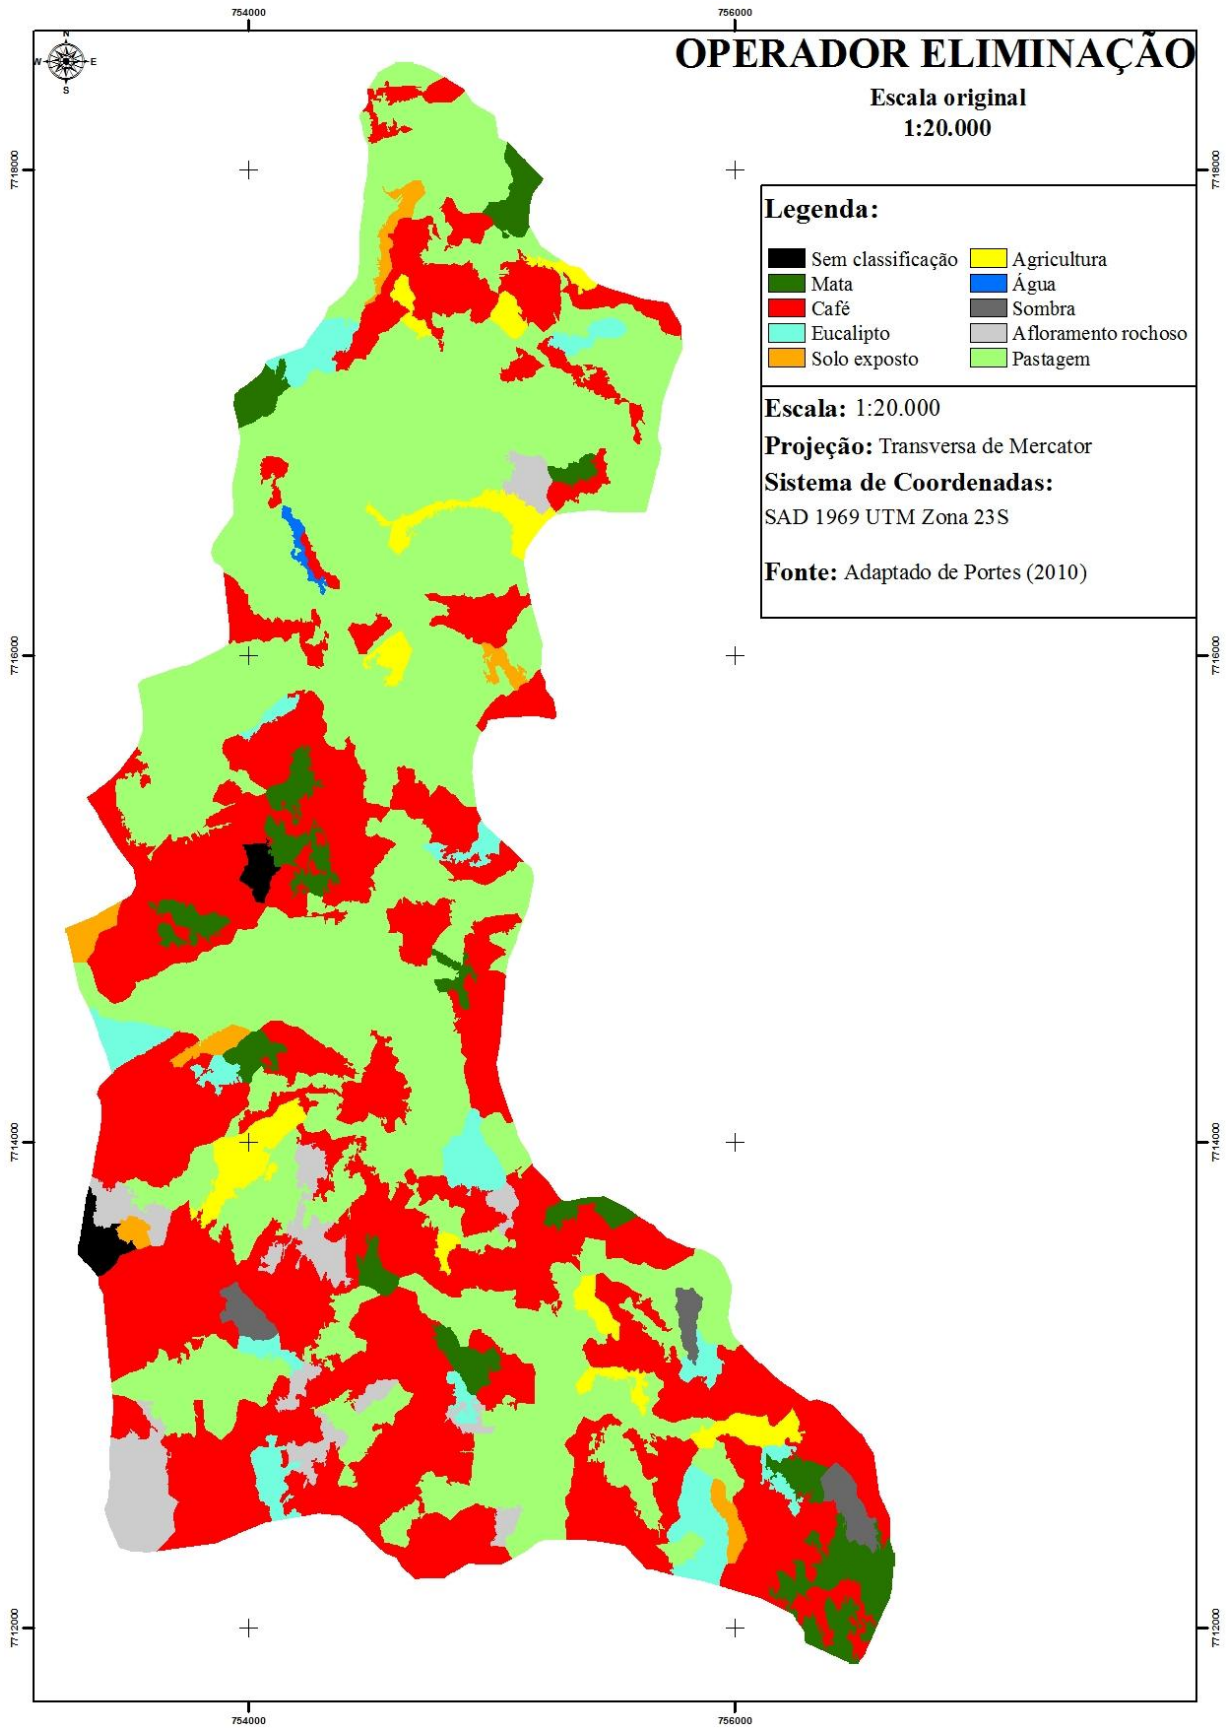 754000 756000
N
W E
S
OPERADOR ELIMINAÇÃO
Escala original
1:20.000
7718000 7718000
Legenda:
Sem classificação Agricultura
Mata Água
Café Sombra
Eucalipto Afloramento rochoso
Solo exposto Pastagem
Escala: 1:20.000
Projeção: Transversa de Mercator
Sistema de Coordenadas:
SAD 1969 UTM Zona 23S
Fonte: Adaptado de Portes (2010)
7716000 7716000
7714000 7714000
7712000 7712000
754000 756000